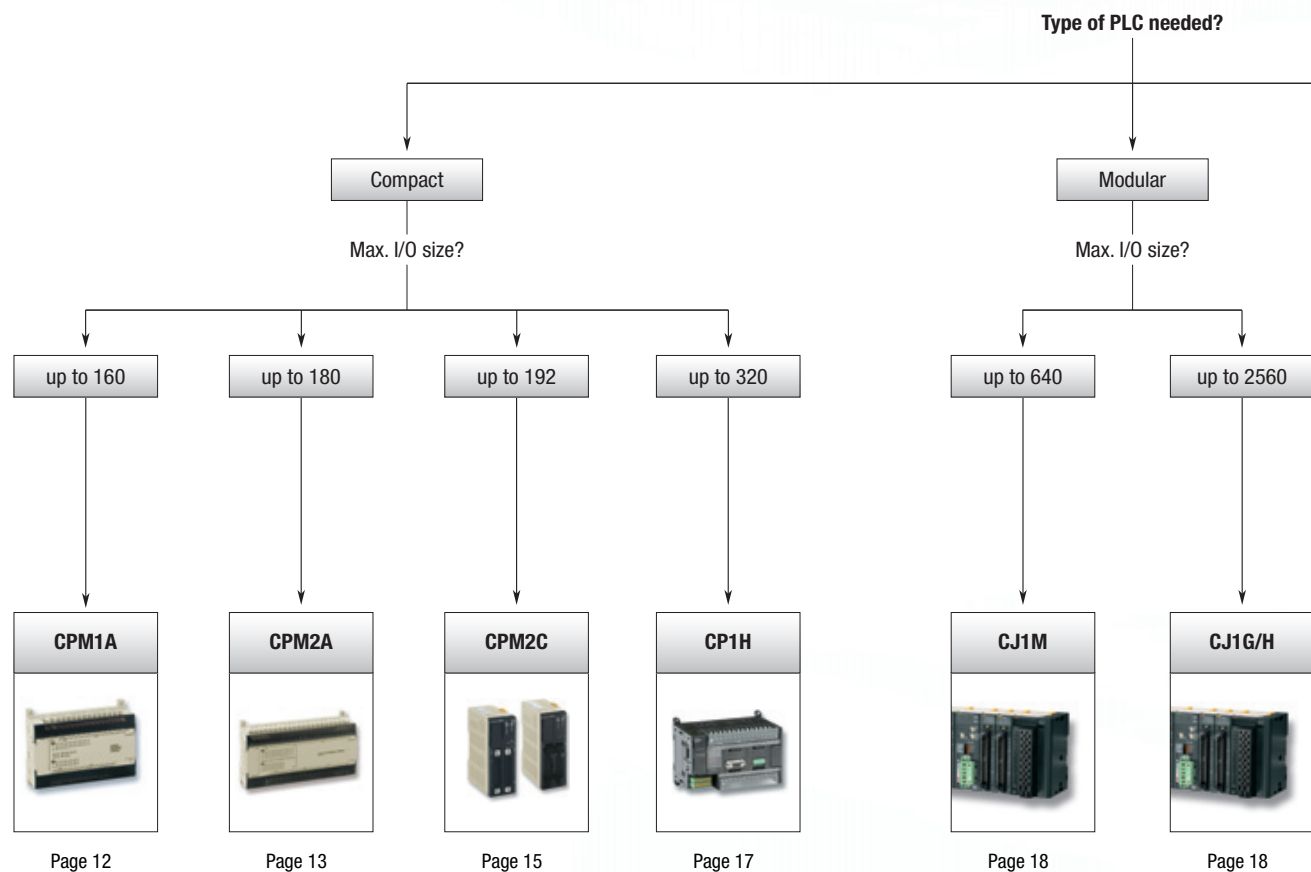 Type of PLC needed?
Compact
Modular
Max. I/O size?
Max. I/O size?
up to 160
up to 180
up to 192
up to 320
up to 640
up to 2560
CPM1A
CPM2A
CPM2C
CP1H
CJ1M
CJ1G/H
Page 12
Page 13
Page 15
Page 17
Page 18
Page 18